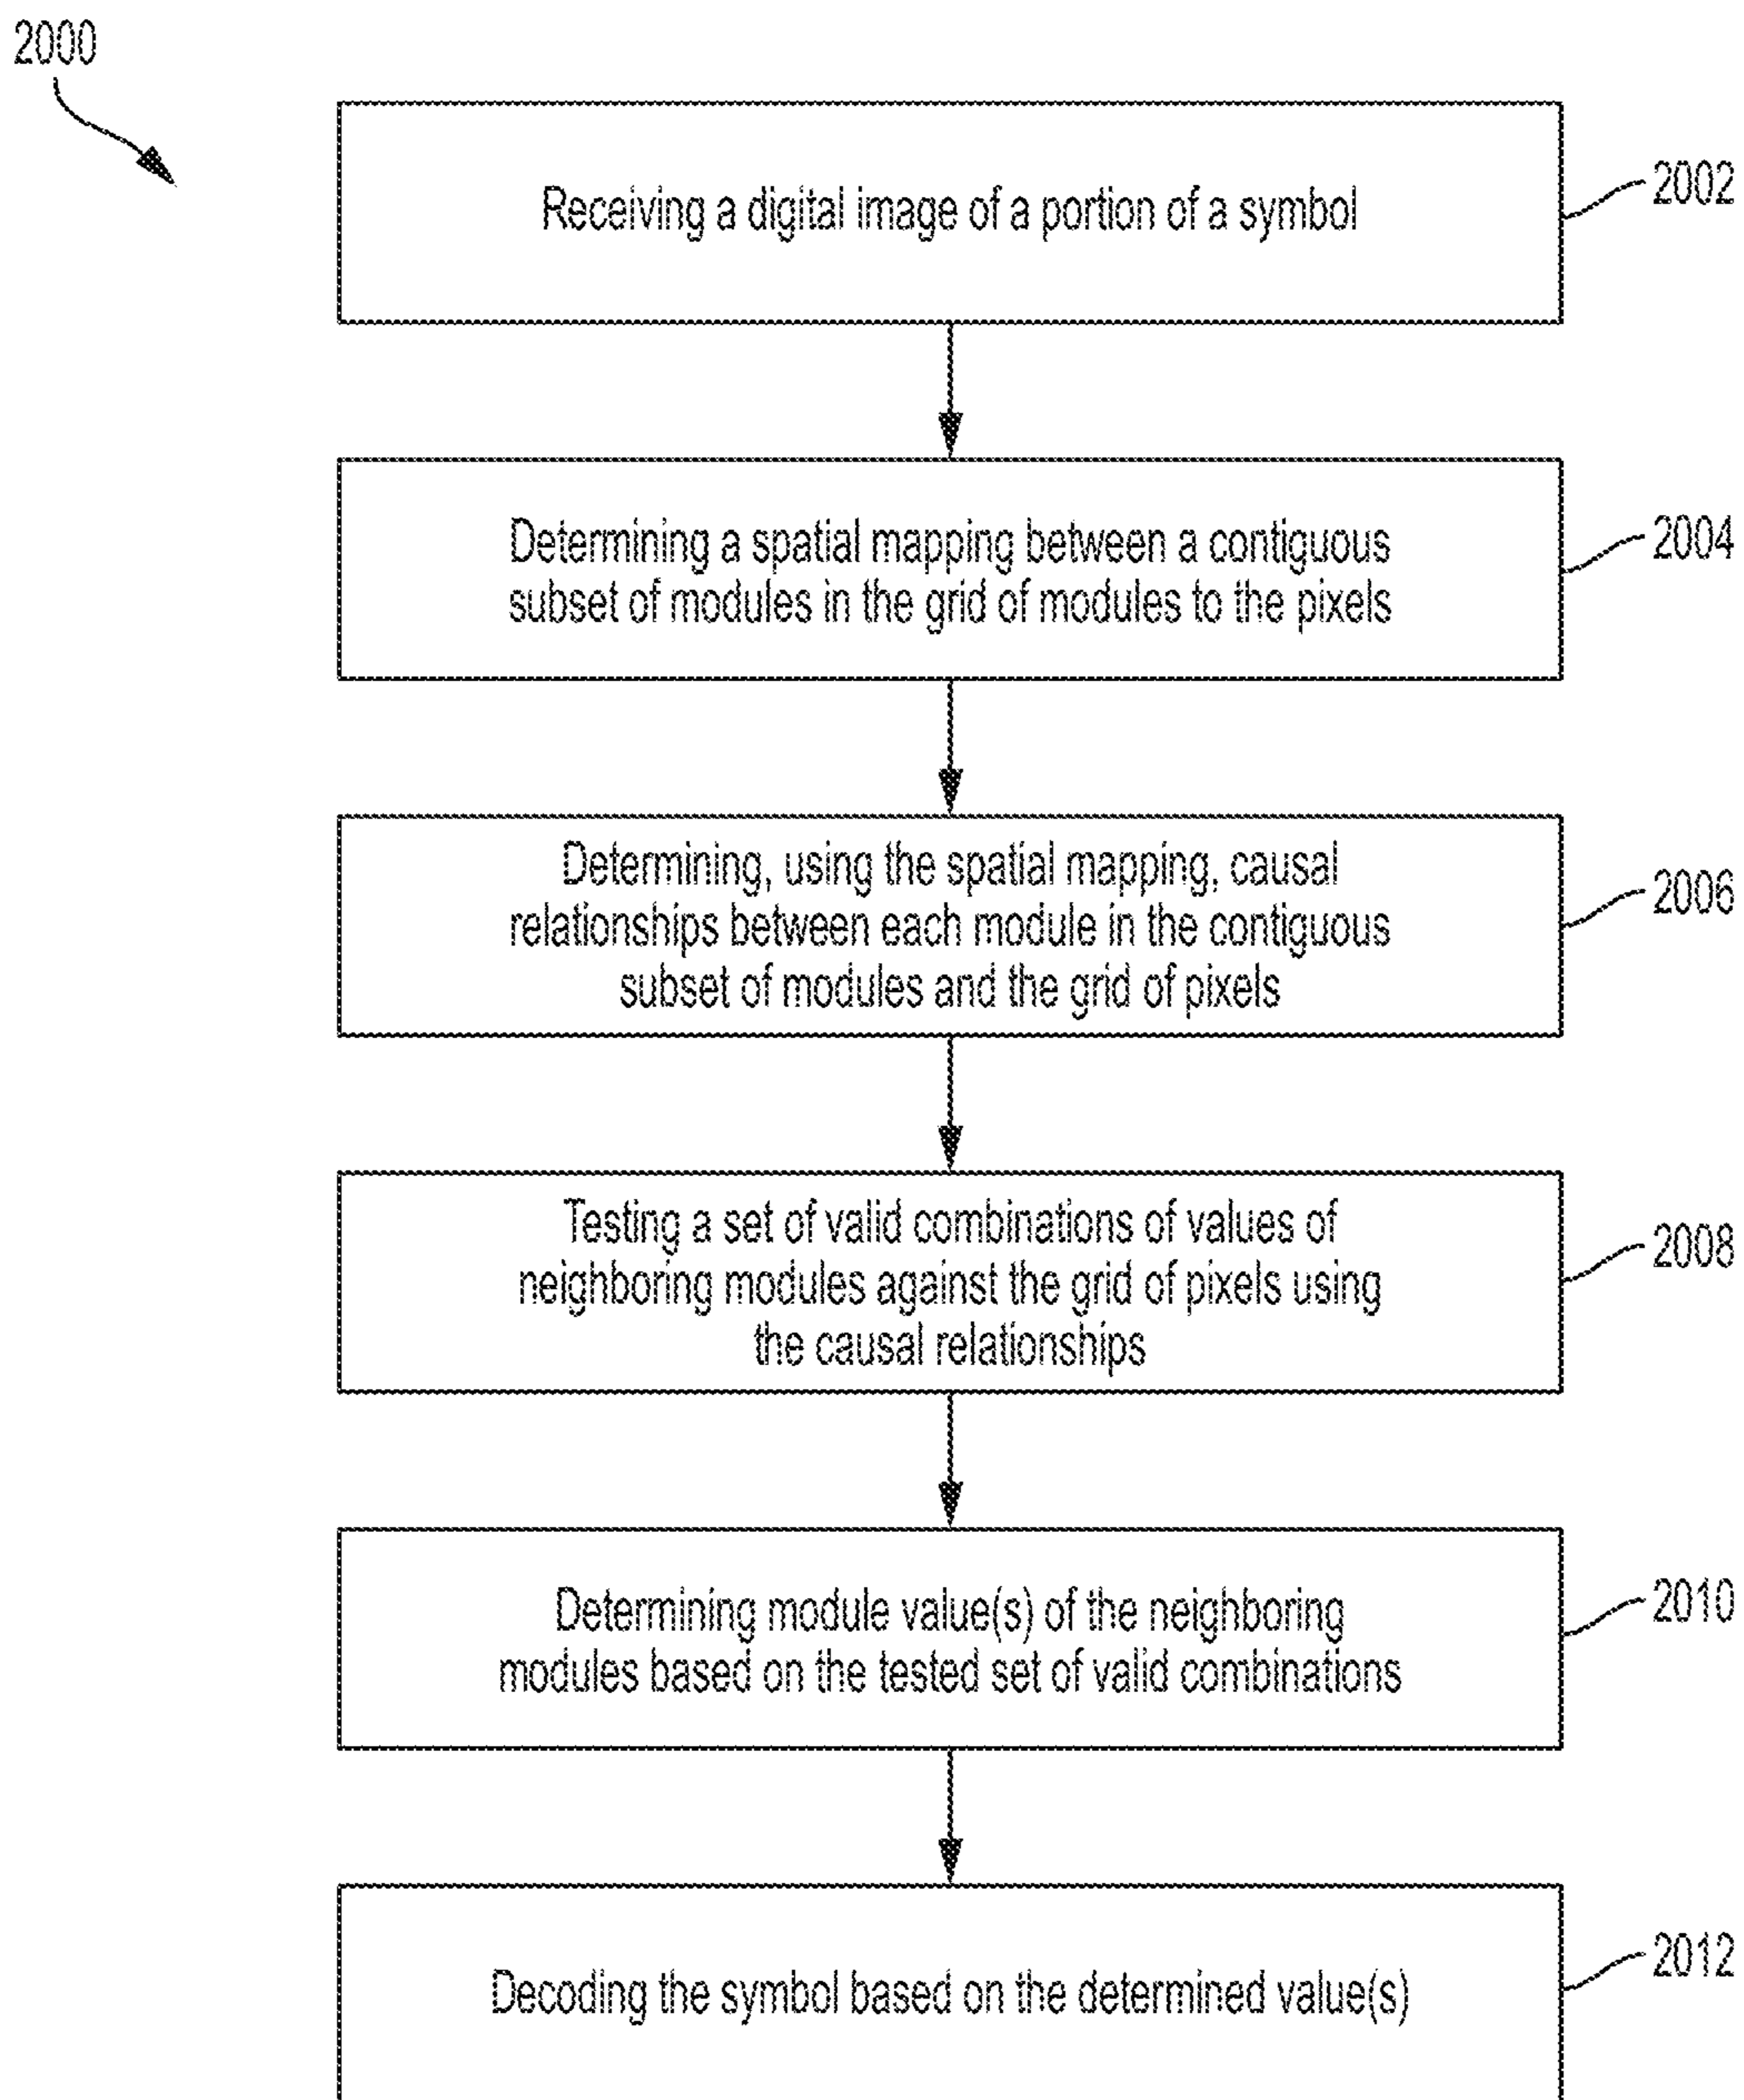 2000
Receiving a digital image of a portion of a symbol
2002
Determining a spatial mapping between a contiguous
subset of modules in the grid of modules to the pixels
2004
Determining, using the spatial mapping, causal
relationships between each module in the contiguous
subset of modules and the grid of pixels
2006
Testing a set of valid combinations of values of
neighboring modules against the grid of pixels using
the causal relationships
2008
Determining module value(s) of the neighboring
modules based on the tested set of valid combinations
2010
Decoding the symbol based on the determined value(s)
2012